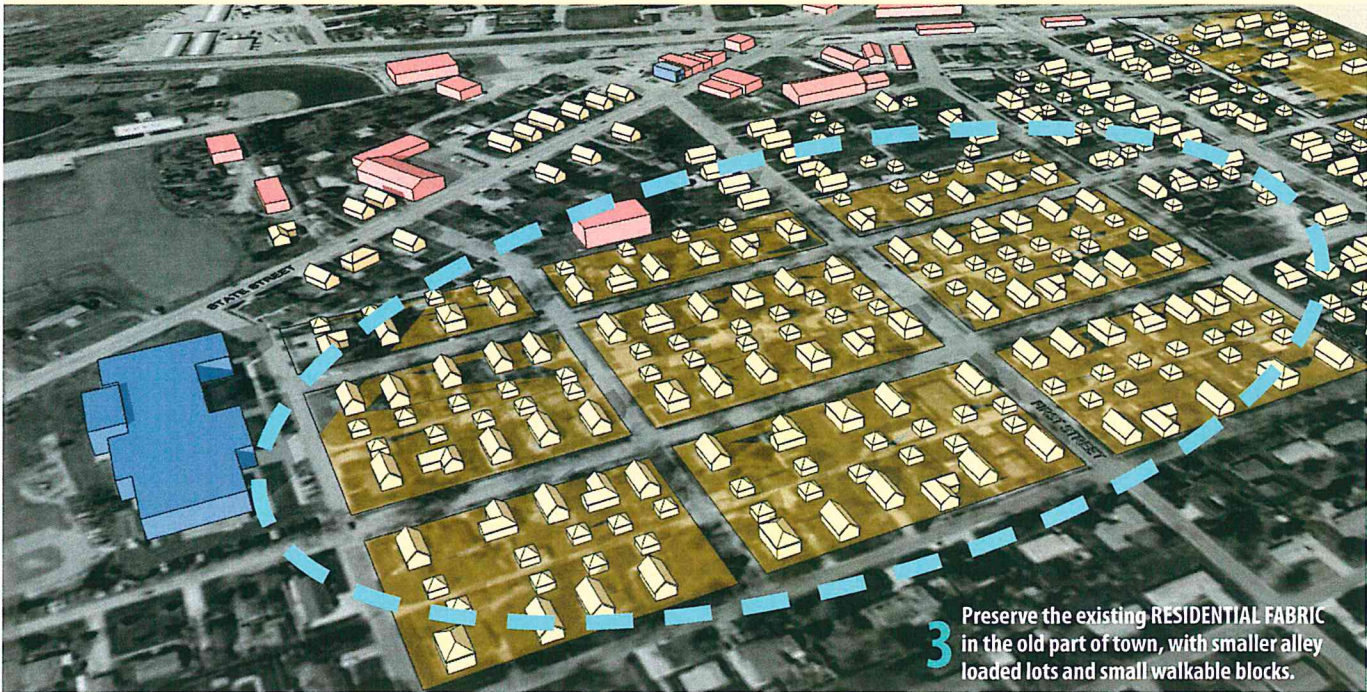 STATE STREET
FIRST STREET
3
Preserve the existing RESIDENTIAL FABRIC
in the old part of town, with smaller alley
loaded lots and small walkable blocks.